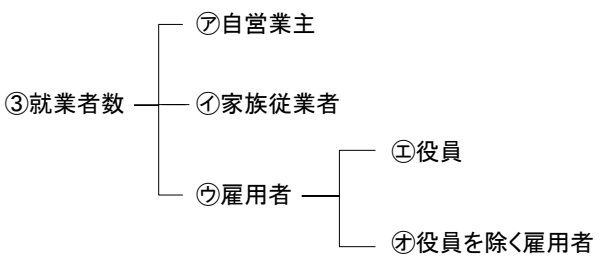 ㋐自営業主
③就業者数
㋑家族従業者
㋓役員
㋒雇用者
㋔役員を除く雇用者